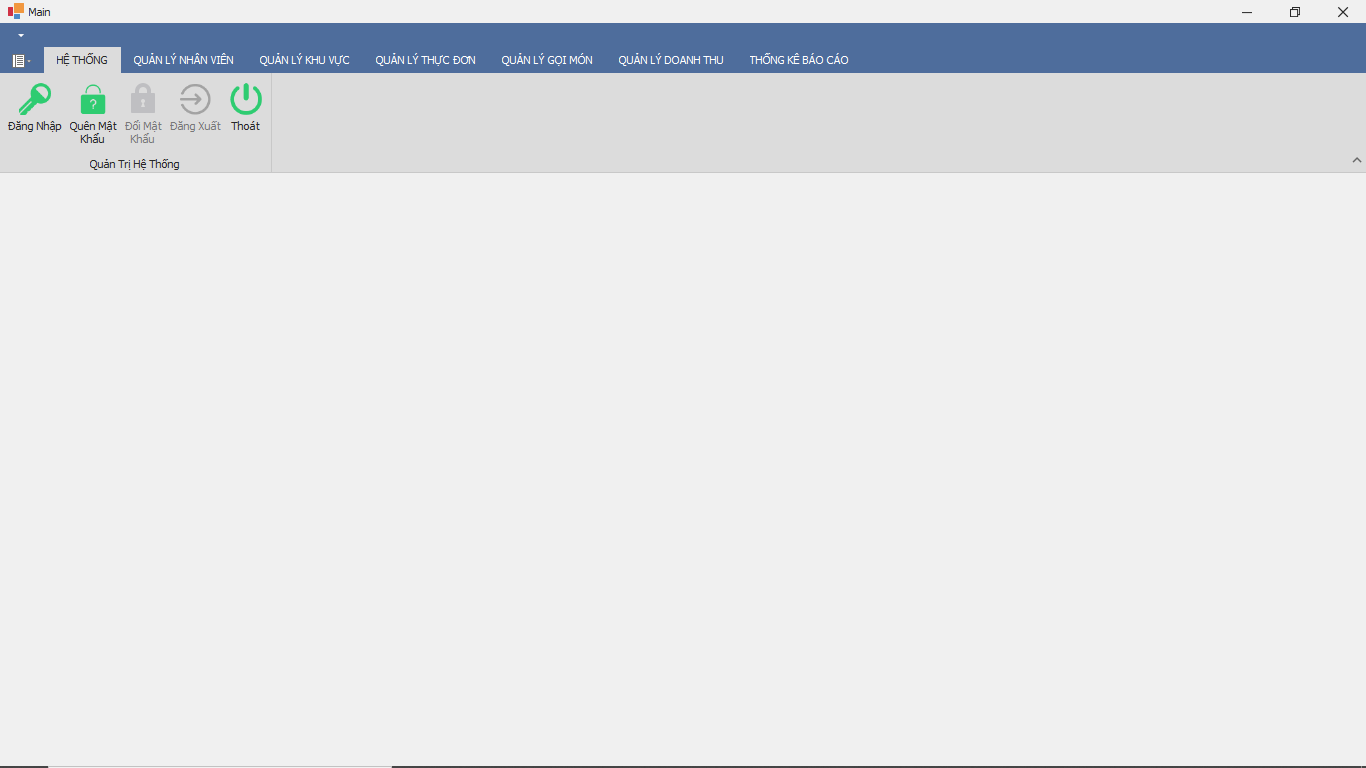 Main
HỆ THỐNG QUẢN LÝ NHÂN VIÊN QUẢN LÝ KHU VỰC QUẢN LÝ THỰC ĐƠN QUẢN LÝ GỌI MÓN QUẢN LÝ DOANH THU THỐNG KÊ BÁO CÁO
Đăng Nhập
Quên Mật
Khẩu
Đổi Mật
Khẩu
Đăng Xuất
Thoát
Quản Trị Hệ Thống